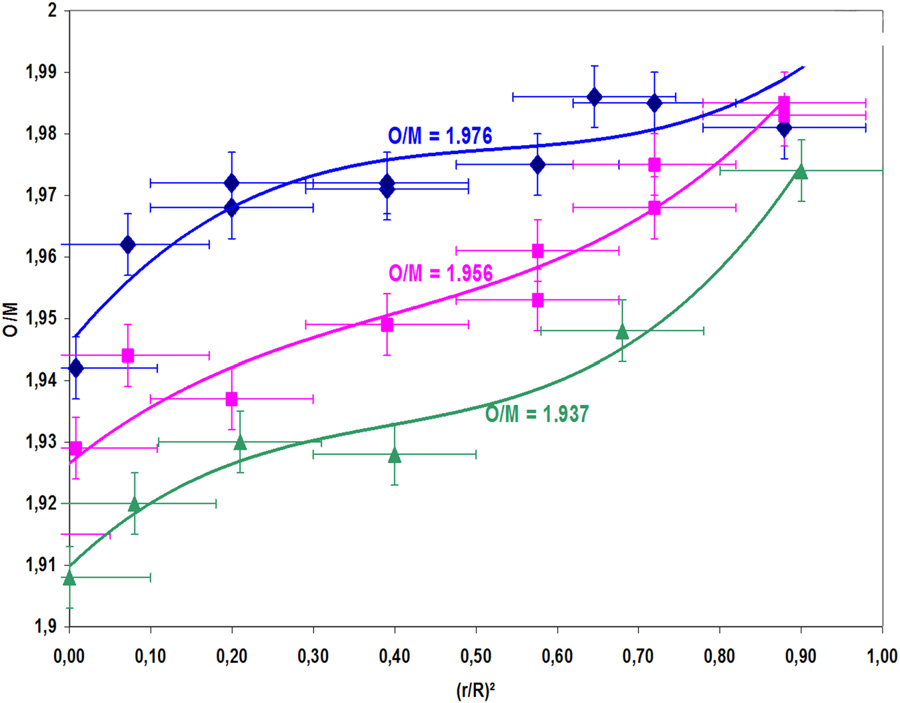 2
1,99
1,98
1,97
1,96
1,95
1,94
1,93
1,92
1,91
1,9
O/M
O/M = 1.976
O/M = 1.956
O/M = 1.937
0,00 0,10 0,20 0,30 0,40 0,50 0,60 0,70 0,80 0,90 1,00
(r/R)²